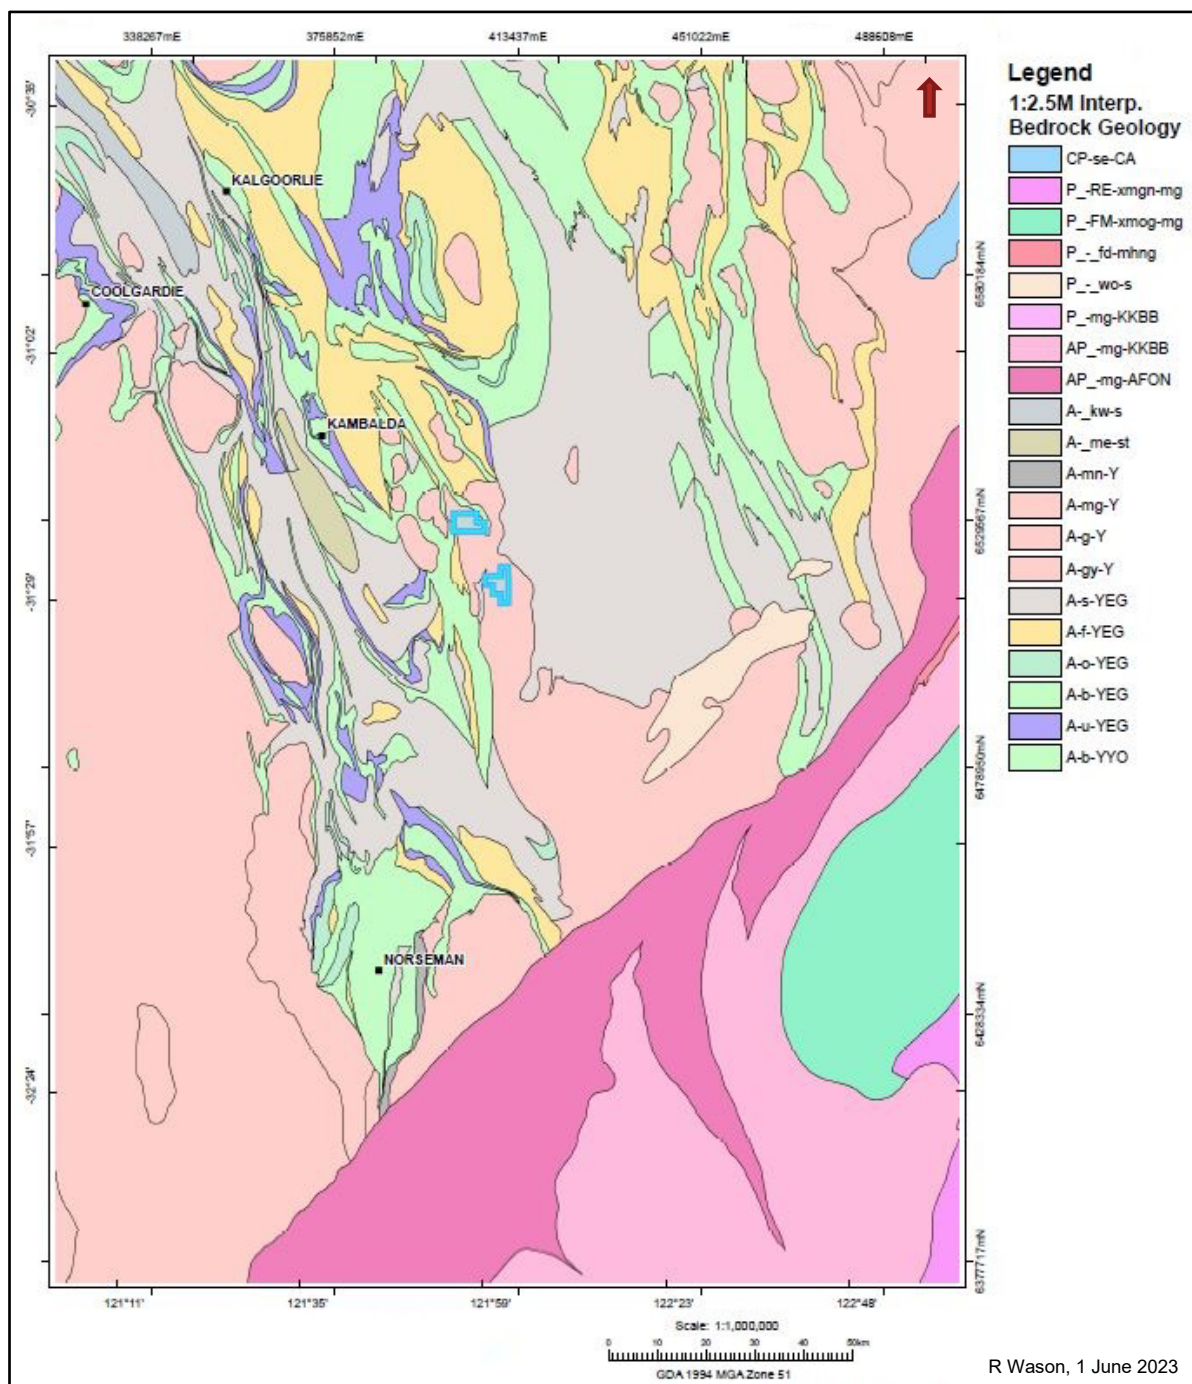 338267mE 375852mE 413437mE 451022mE 488608mE
-30°35'
-31°02'
-31°29'
-31°57'
-32°24'
KALGOORLIE
COOLGARDIE
KAMBALDA
NORSEMAN
6580184mN
6529567mN
6478950mN
6428334mN
6377717mN
121°11' 121°35' 121°59' 122°23' 122°48'
Legend
1:2.5M Interp.
Bedrock Geology
CP-se-CA
P_-RE-xmgn-mg
P_-FM-xmog-mg
P_-_fd-mhng
P_-_wo-s
P_-mg-KKBB
AP_-mg-KKBB
AP_-mg-AFON
A-_kw-s
A-_me-st
A-mn-Y
A-mg-Y
A-g-Y
A-gy-Y
A-s-YEG
A-f-YEG
A-o-YEG
A-b-YEG
A-u-YEG
A-b-YYO
Scale: 1:1,000,000
0 10 20 30 40 50km
GDA 1994 MGA Zone 51
R Wason, 1 June 2023